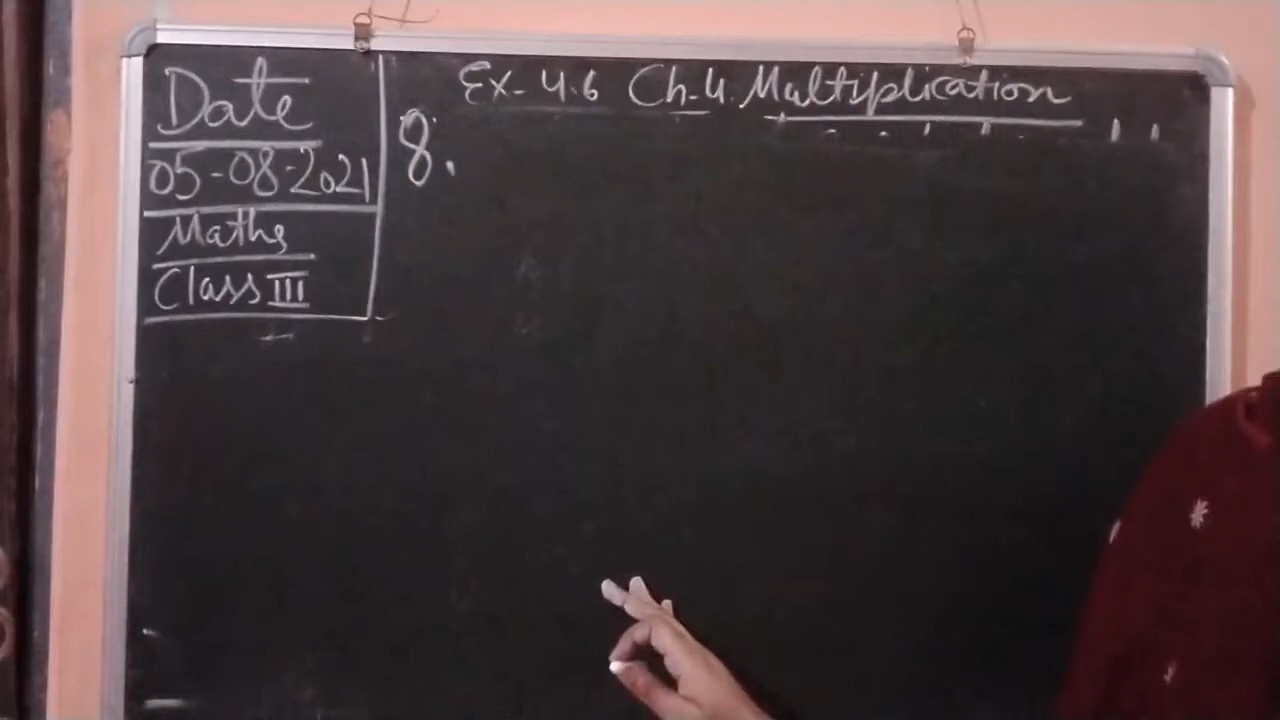 Date
05-08-2021
Maths
Class III
Ex-4.6 Ch-4. Multiplication
8.